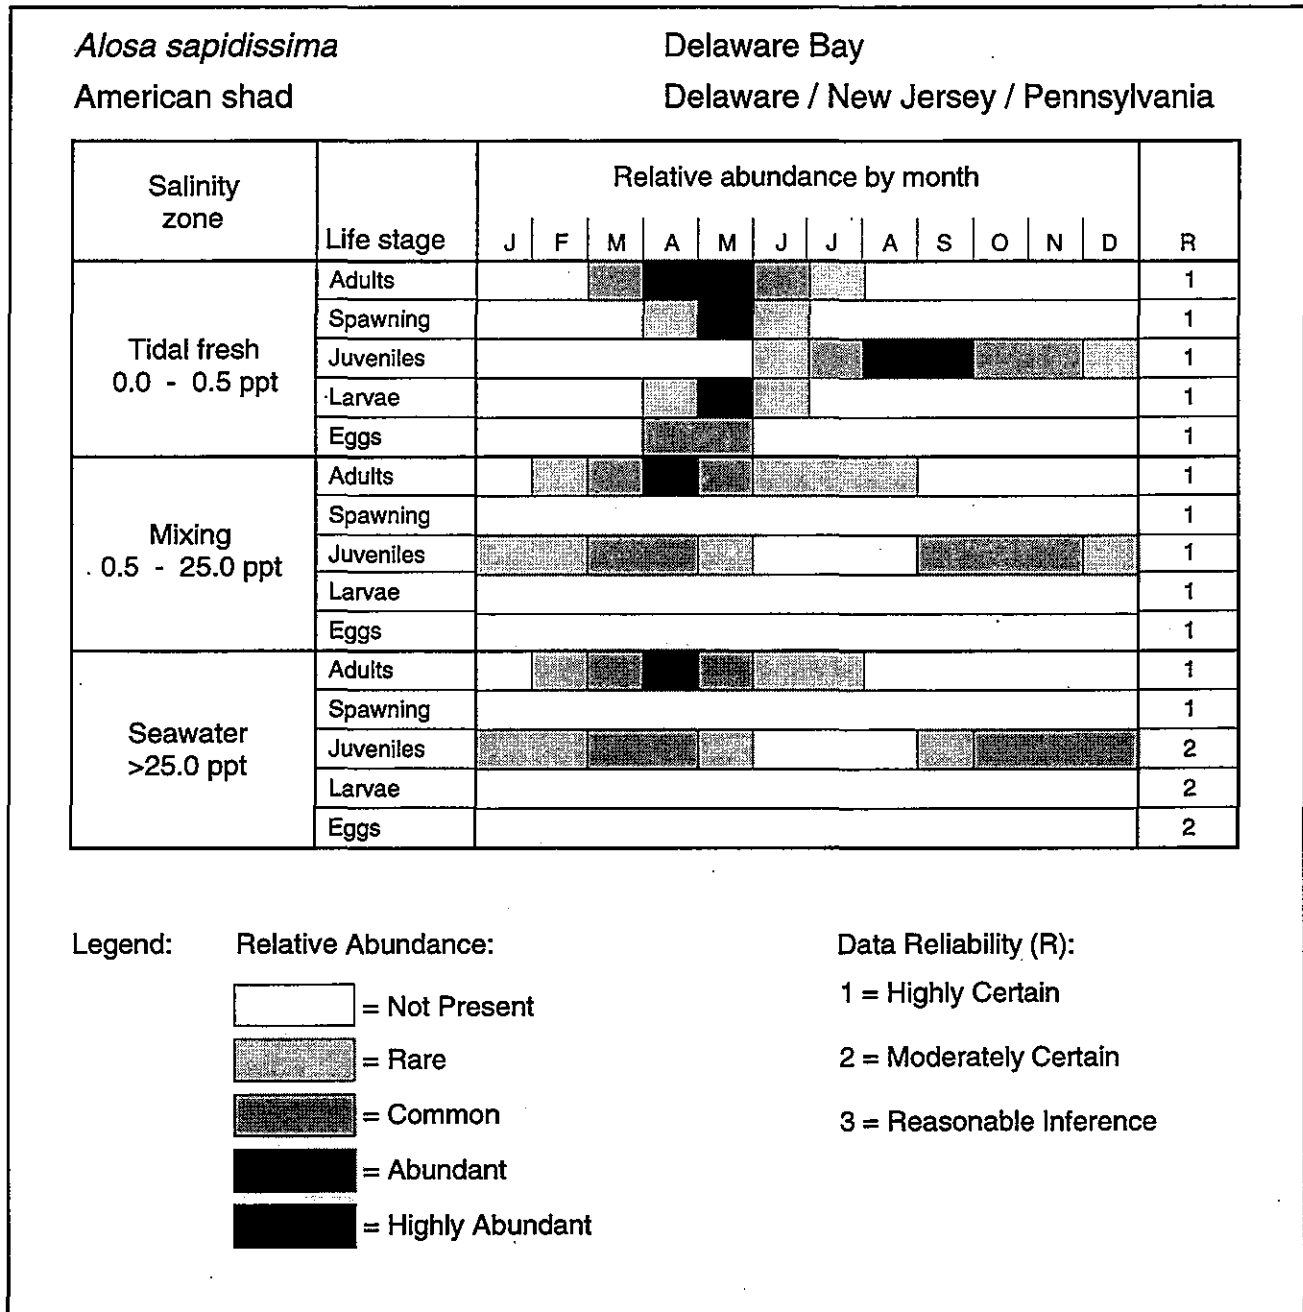 Alosa sapidissima Delaware Bay
American shad Delaware / New Jersey / Pennsylvania
Salinity zone Life stage Relative abundance by month
J F M A M J J A S O N D R
Tidal fresh
0.0 - 0.5 ppt
Adults 1
Spawning 1
Juveniles 1
Larvae 1
Eggs 1
Mixing
0.5 - 25.0 ppt
Adults 1
Spawning 1
Juveniles 1
Larvae 1
Eggs 1
Seawater
>25.0 ppt
Adults 1
Spawning 1
Juveniles 2
Larvae 2
Eggs 2
Legend: Relative Abundance: Data Reliability (R):
= Not Present 1 = Highly Certain
= Rare 2 = Moderately Certain
= Common 3 = Reasonable Inference
= Abundant
= Highly Abundant